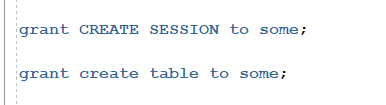 grant CREATE SESSION to some;
grant create table to some;